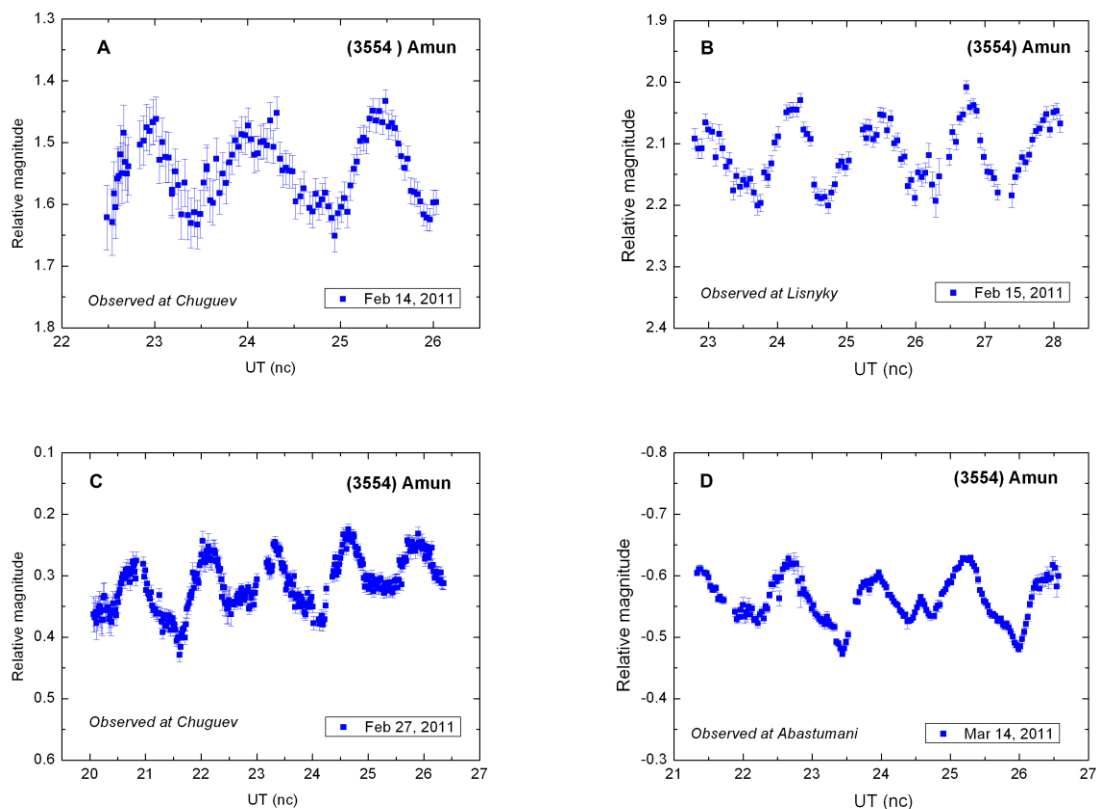 A
(3554 ) Amun
1.3
1.4
1.5
1.6
1.7
1.8
Relative magnitude
Observed at Chuguev
Feb 14, 2011
22
23
24
25
26
UT (nc)
B
(3554) Amun
1.9
2.0
2.1
2.2
2.3
2.4
Relative magnitude
Observed at Lisnyky
Feb 15, 2011
23
24
25
26
27
28
UT (nc)
C
(3554) Amun
0.1
0.2
0.3
0.4
0.5
0.6
Relative magnitude
Observed at Chuguev
Feb 27, 2011
20
21
22
23
24
25
26
27
UT (nc)
D
(3554) Amun
-0.8
-0.7
-0.6
-0.5
-0.4
-0.3
Relative magnitude
Observed at Abastumani
Mar 14, 2011
21
22
23
24
25
26
27
UT (nc)